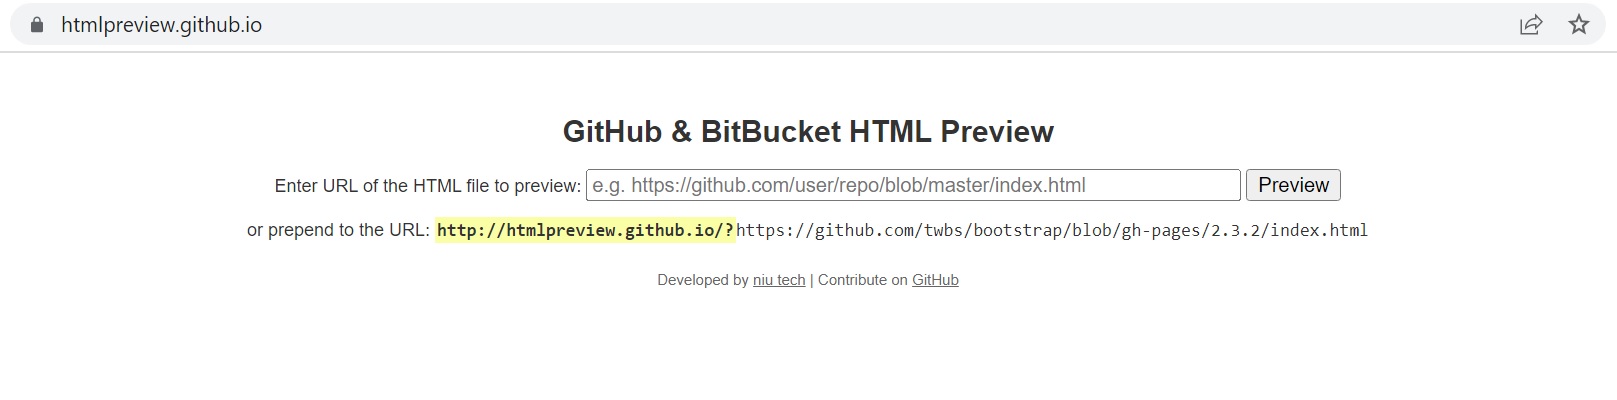 htmlpreview.github.io
GitHub & BitBucket HTML Preview
Enter URL of the HTML file to preview: e.g. https://github.com/user/repo/blob/master/index.html Preview
or prepend to the URL: http://htmlpreview.github.io/?https://github.com/twbs/bootstrap/blob/gh-pages/2.3.2/index.html
Developed by niu tech | Contribute on GitHub